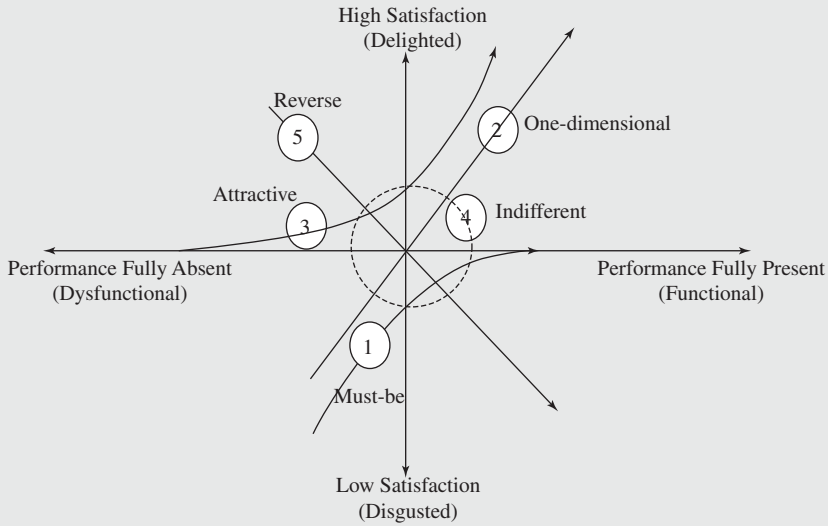 High Satisfaction
(Delighted)
Reverse
5
2
One-dimensional
Attractive
3
4
Indifferent
Performance Fully Absent
(Dysfunctional)
Performance Fully Present
(Functional)
1
Must-be
Low Satisfaction
(Disgusted)